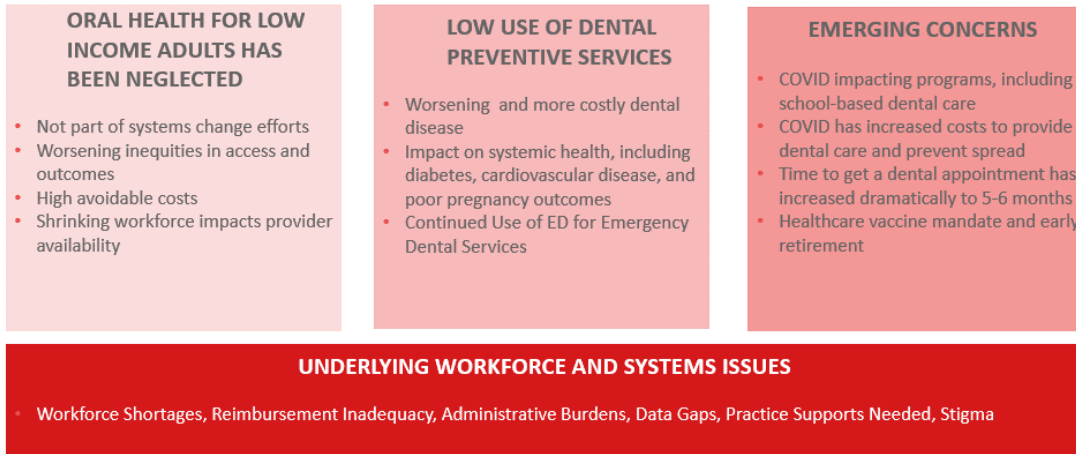 ORAL HEALTH FOR LOW
INCOME ADULTS HAS
BEEN NEGLECTED
• Not part of systems change efforts
• Worsening inequities in access and
outcomes
• High avoidable costs
• Shrinking workforce impacts provider
availability
LOW USE OF DENTAL
PREVENTIVE SERVICES
• Worsening and more costly dental
disease
• Impact on systemic health, including
diabetes, cardiovascular disease, and
poor pregnancy outcomes
• Continued Use of ED for Emergency
Dental Services
EMERGING CONCERNS
• COVID impacting programs, including
school-based dental care
• COVID has increased costs to provide
dental care and prevent spread
• Time to get a dental appointment has
increased dramatically to 5-6 months
• Healthcare vaccine mandate and early
retirement
UNDERLYING WORKFORCE AND SYSTEMS ISSUES
• Workforce Shortages, Reimbursement Inadequacy, Administrative Burdens, Data Gaps, Practice Supports Needed, Stigma